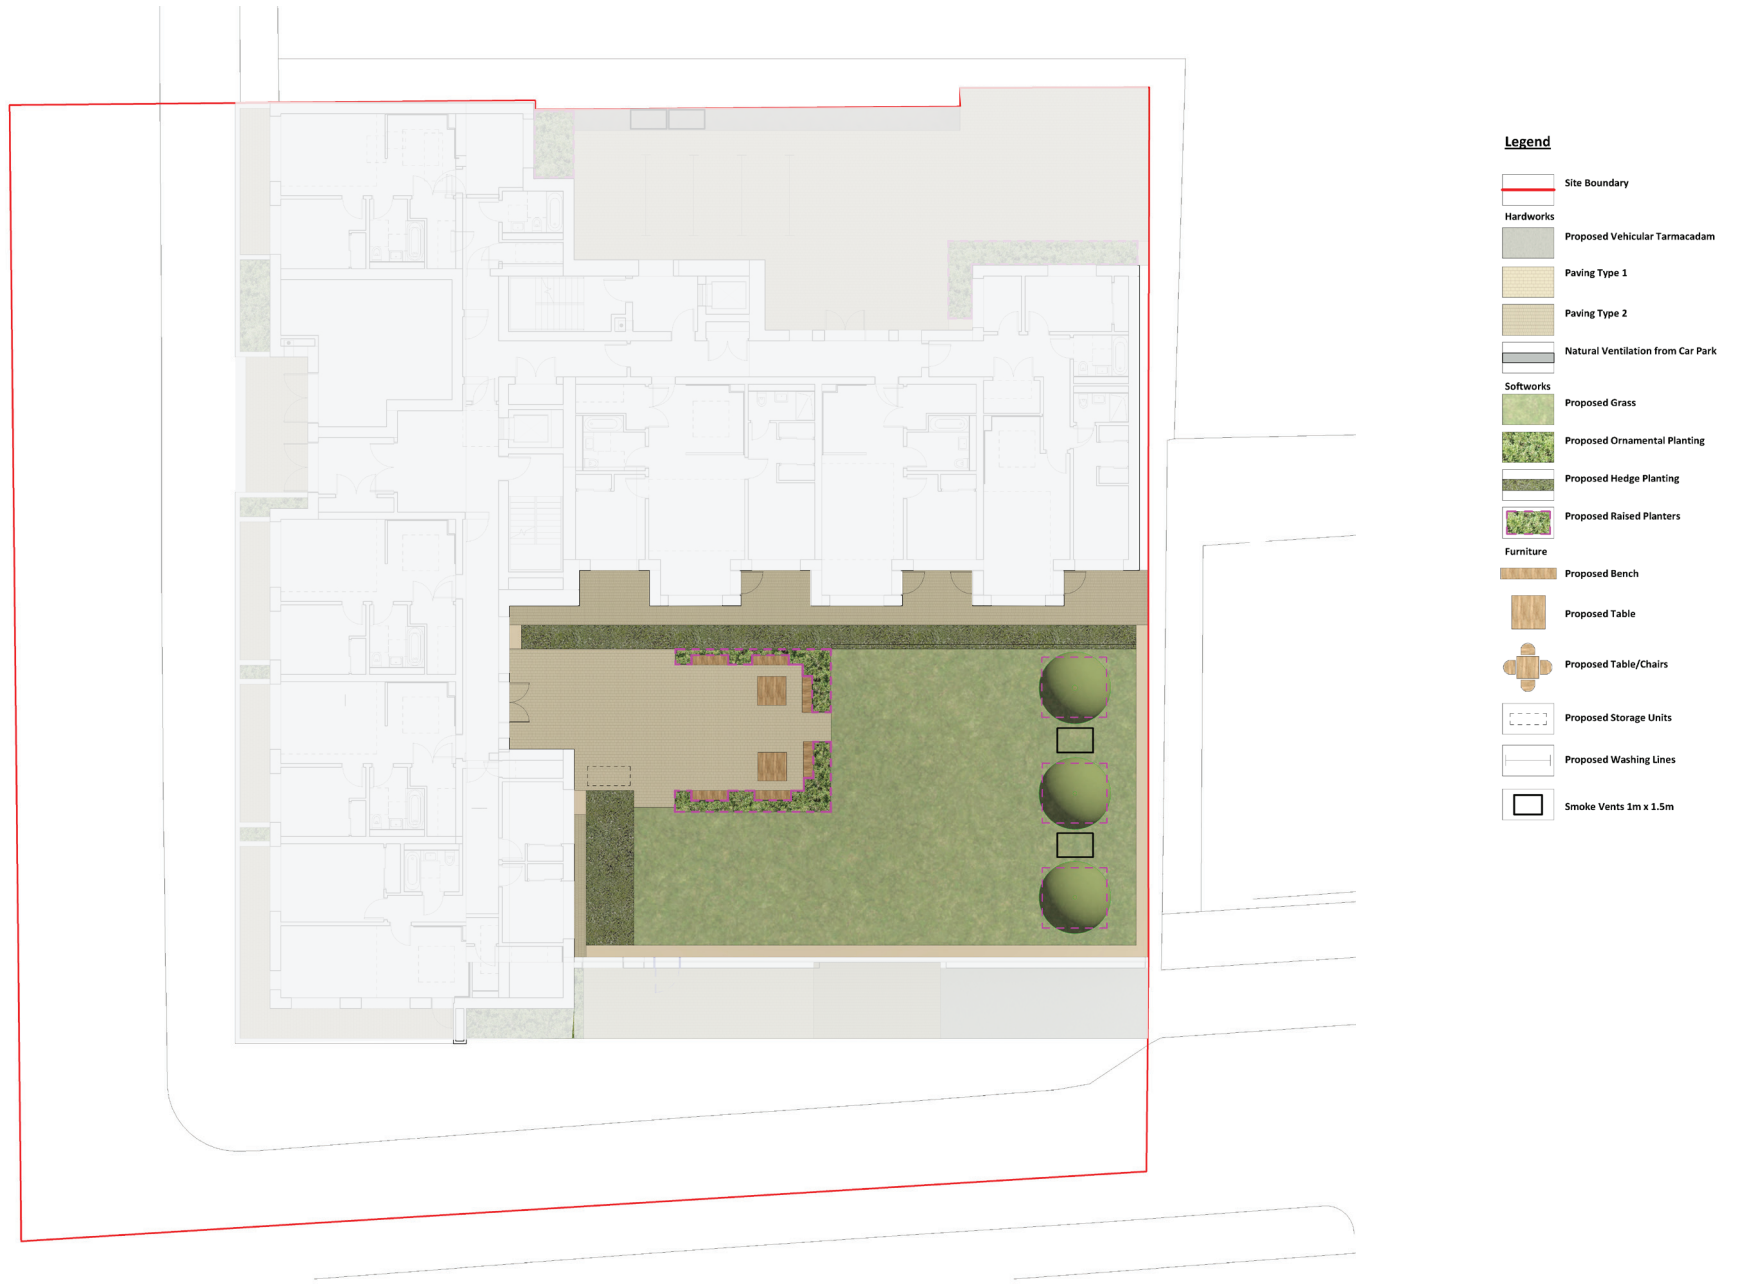 Legend
Site Boundary
Hardworks
Proposed Vehicular Tarmacadam
Paving Type 1
Paving Type 2
Natural Ventilation from Car Park
Softworks
Proposed Grass
Proposed Ornamental Planting
Proposed Hedge Planting
Proposed Raised Planters
Furniture
Proposed Bench
Proposed Table
Proposed Table/Chairs
Proposed Storage Units
Proposed Washing Lines
Smoke Vents 1m x 1.5m